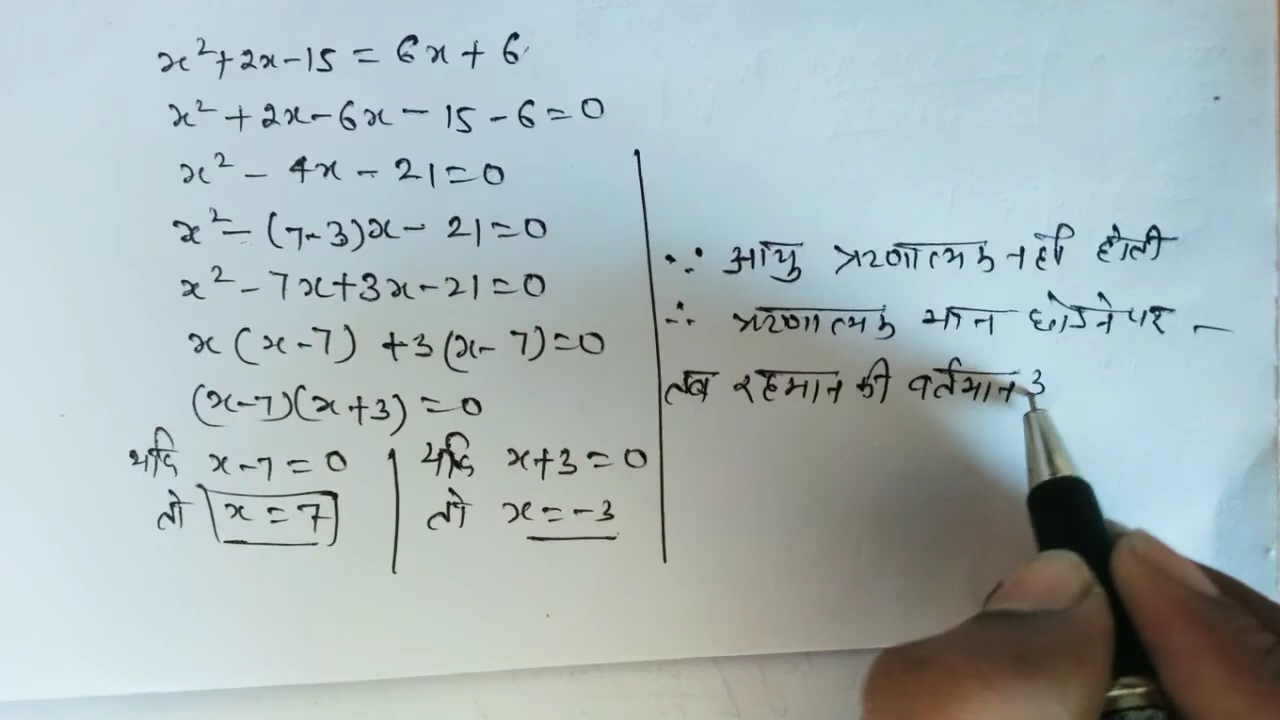 x² + 2x - 15 = 6x + 6
x² + 2x - 6x - 15 - 6 = 0
x² - 4x - 21 = 0
x² - (7-3)x - 21 = 0
x² - 7x + 3x - 21 = 0
x(x-7) + 3(x-7) = 0
(x-7)(x+3) = 0
यदि x-7 = 0
तो x = 7
यदि x+3 = 0
तो x = -3
∵ आयु ऋणात्मक नही होती
∴ ऋणात्मक मान छोडने पर -
तब रहमान की वर्तमान